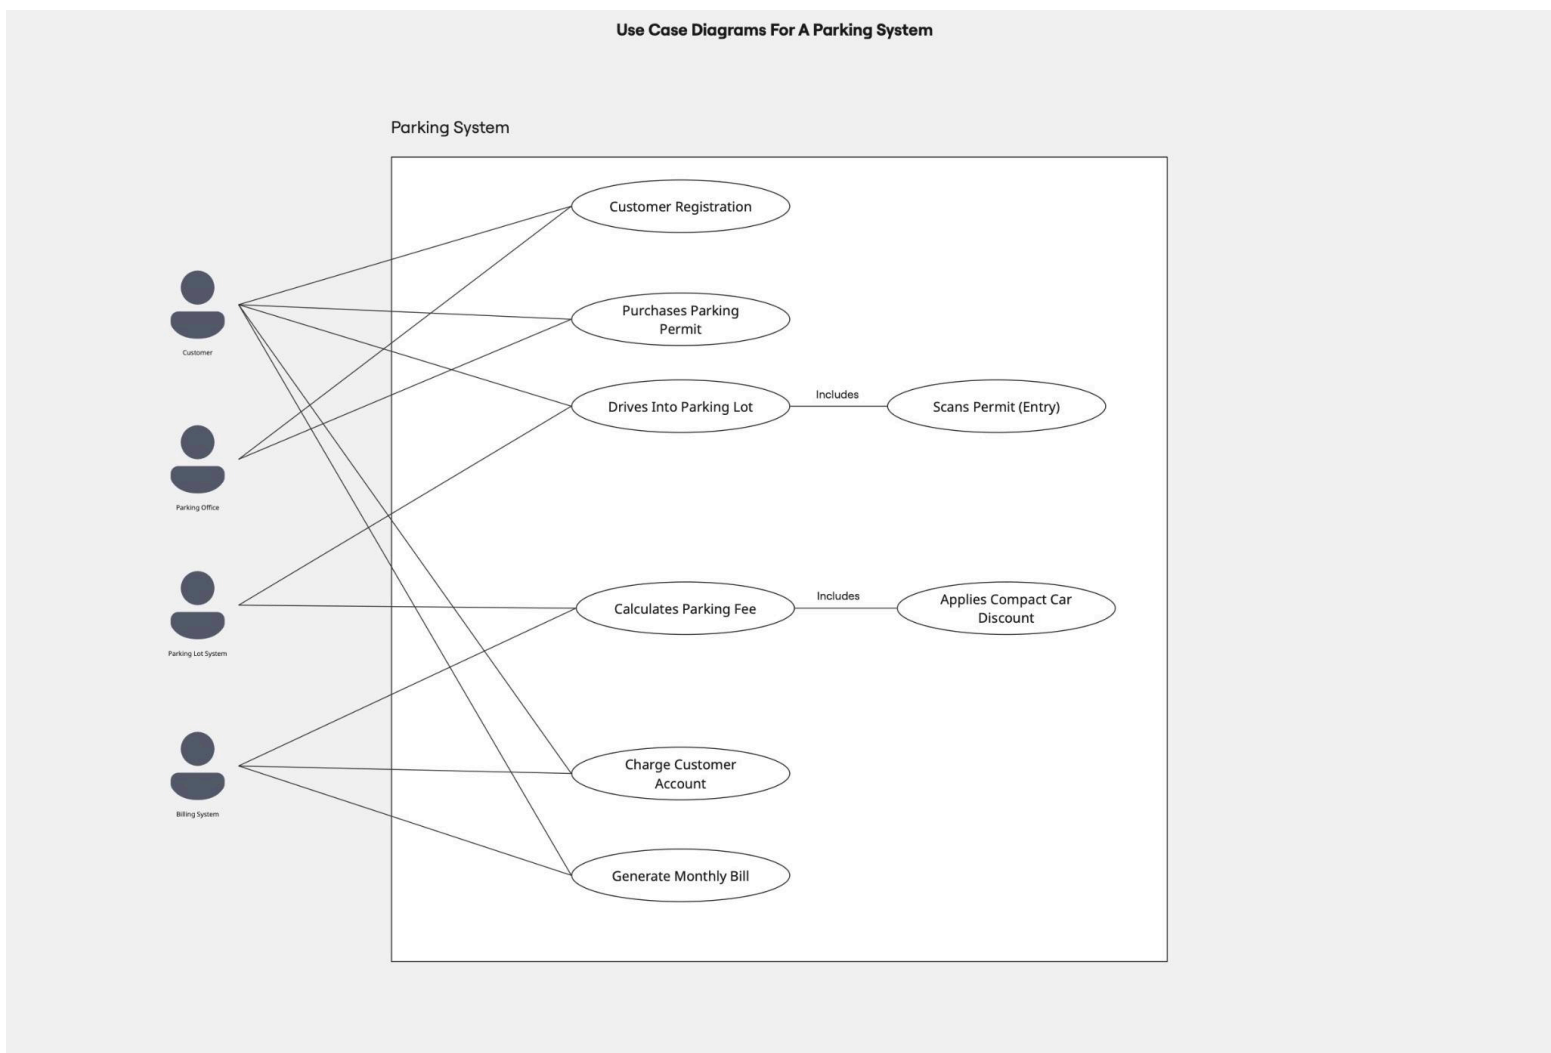 Use Case Diagrams For A Parking System
Parking System
Customer Registration
Purchases Parking
Permit
Customer
Drives Into Parking Lot
Includes
Scans Permit (Entry)
Parking Office
Calculates Parking Fee
Includes
Applies Compact Car
Discount
Parking Lot System
Charge Customer
Account
Billing System
Generate Monthly Bill